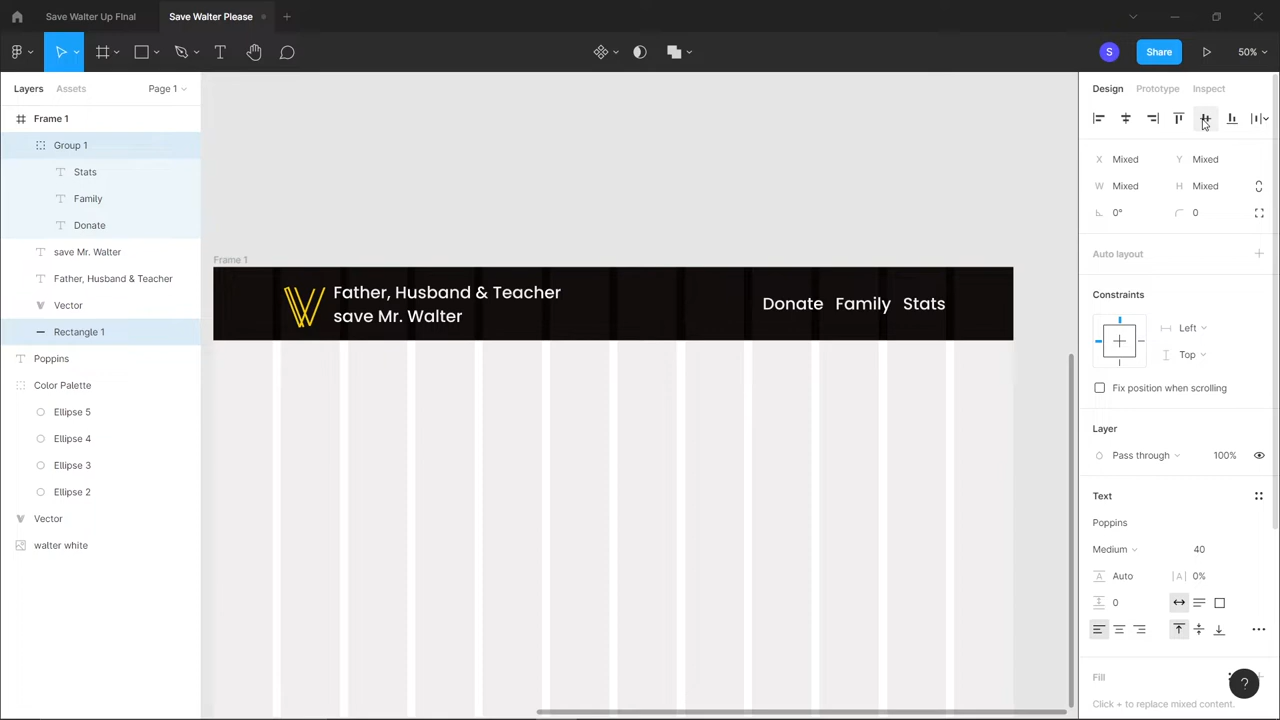 Save Walter Up FInal
Save Walter Please
S
Share
50%
Layers
Assets
Page 1
Design
Prototype
Inspect
Frame 1
Group 1
Stats
Family
Donate
save Mr. Walter
Father, Husband & Teacher
Vector
Rectangle 1
Poppins
Color Palette
Ellipse 5
Ellipse 4
Ellipse 3
Ellipse 2
Vector
walter white
Frame 1
Father, Husband & Teacher
save Mr. Walter
Donate Family Stats
X Mixed Y Mixed
W Mixed H Mixed
0° 0
Auto layout
Constraints
Left
Top
Fix position when scrolling
Layer
Pass through 100%
Text
Poppins
Medium 40
A Auto |A| 0%
0
Fill
?
Click + to replace mixed content.